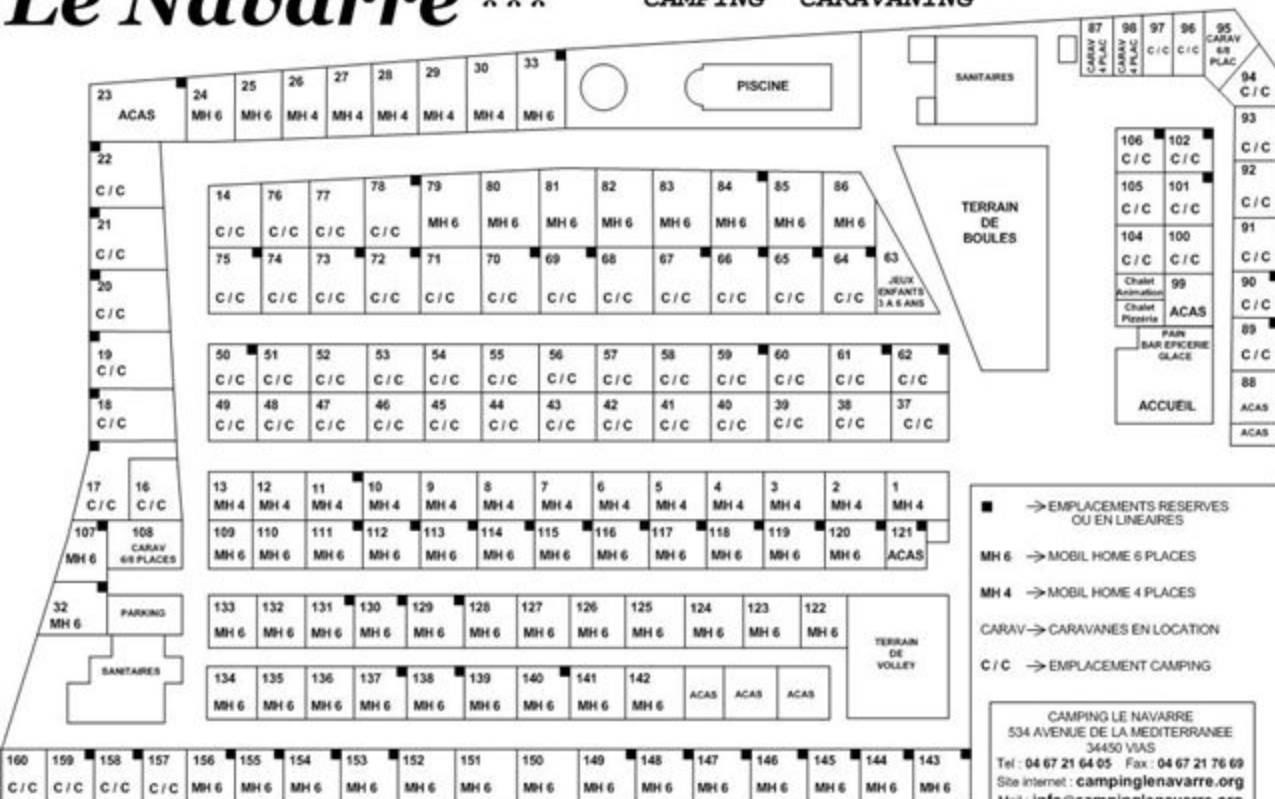 Le Navarre *** CAMPING CARAVANING
87 CARAV 4 PLAC
98 CARAV 4 PLAC
97 C / C
96 C / C
95 CARAV 6/8 PLAC
94 C / C
23 ACAS
24 MH 6
25 MH 6
26 MH 4
27 MH 4
28 MH 4
29 MH 4
30 MH 4
33 MH 6
PISCINE
SANITAIRES
93 C / C
92 C / C
91 C / C
90 C / C
89 C / C
88 ACAS
ACAS
106 C / C
102 C / C
105 C / C
101 C / C
104 C / C
100 C / C
Chalet Animation
99 ACAS
Chalet Pizzéria
PAIN
BAR EPICERIE
GLACE
ACCUEIL
TERRAIN
DE
BOULES
22 C / C
21 C / C
20 C / C
19 C / C
18 C / C
17 C / C
16 C / C
14 C / C
76 C / C
77 C / C
78 C / C
79 MH 6
80 MH 6
81 MH 6
82 MH 6
83 MH 6
84 MH 6
85 MH 6
86 MH 6
75 C / C
74 C / C
73 C / C
72 C / C
71 C / C
70 C / C
69 C / C
68 C / C
67 C / C
66 C / C
65 C / C
64 C / C
63 JEUX
ENFANTS
3 A 6 ANS
50 C / C
51 C / C
52 C / C
53 C / C
54 C / C
55 C / C
56 C / C
57 C / C
58 C / C
59 C / C
60 C / C
61 C / C
62 C / C
49 C / C
48 C / C
47 C / C
46 C / C
45 C / C
44 C / C
43 C / C
42 C / C
41 C / C
40 C / C
39 C / C
38 C / C
37 C / C
13 MH 4
12 MH 4
11 MH 4
10 MH 4
9 MH 4
8 MH 4
7 MH 4
6 MH 4
5 MH 4
4 MH 4
3 MH 4
2 MH 4
1 MH 4
107 MH 6
108 CARAV
6/8 PLACES
109 MH 6
110 MH 6
111 MH 6
112 MH 6
113 MH 6
114 MH 6
115 MH 6
116 MH 6
117 MH 6
118 MH 6
119 MH 6
120 MH 6
121 ACAS
32 MH 6
PARKING
SANITAIRES
133 MH 6
132 MH 6
131 MH 6
130 MH 6
129 MH 6
128 MH 6
127 MH 6
126 MH 6
125 MH 6
124 MH 6
123 MH 6
122 MH 6
TERRAIN
DE
VOLLEY
134 MH 6
135 MH 6
136 MH 6
137 MH 6
138 MH 6
139 MH 6
140 MH 6
141 MH 6
142 MH 6
ACAS
ACAS
ACAS
160 C / C
159 C / C
158 C / C
157 C / C
156 MH 6
155 MH 6
154 MH 6
153 MH 6
152 MH 6
151 MH 6
150 MH 6
149 MH 6
148 MH 6
147 MH 6
146 MH 6
145 MH 6
144 MH 6
143 MH 6
■ → EMPLACEMENTS RESERVES
OU EN LINEAIRES
MH 6 → MOBIL HOME 6 PLACES
MH 4 → MOBIL HOME 4 PLACES
CARAV → CARAVANES EN LOCATION
C / C → EMPLACEMENT CAMPING
CAMPING LE NAVARRE
534 AVENUE DE LA MEDITERRANEE
34450 VIAS
Tel : 04 67 21 64 05 Fax : 04 67 21 76 69
Site internet : campinglenavarre.org
Mail : info@campinglenavarre.org